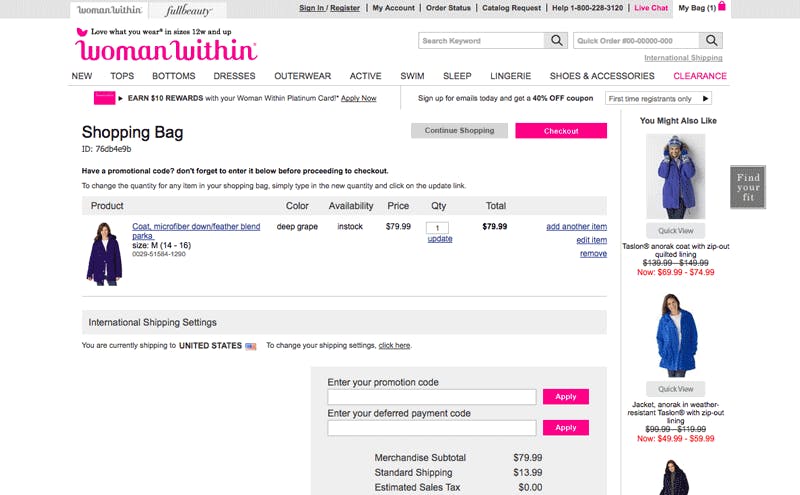 woman within
fullbeauty
Sign In / Register | My Account | Order Status | Catalog Request | Help 1-800-228-3120 | Live Chat
My Bag (1)
Love what you wear® in sizes 12w and up
woman within
Search Keyword
Quick Order #00-00000-000
International Shipping
NEW TOPS BOTTOMS DRESSES OUTERWEAR ACTIVE SWIM SLEEP LINGERIE SHOES & ACCESSORIES CLEARANCE
EARN $10 REWARDS with your Woman Within Platinum Card!* Apply Now
Sign up for emails today and get a 40% OFF coupon
First time registrants only
Shopping Bag
Continue Shopping
Checkout
ID: 76db4e9b
Have a promotional code? don't forget to enter it below before proceeding to checkout.
To change the quantity for any item in your shopping bag, simply type in the new quantity and click on the update link.
Product Color Availability Price Qty Total
Coat, microfiber down/feather blend parka deep grape instock $79.99 1 $79.99 add another item
update
edit item
size: M (14 - 16)
remove
0029-51584-1290
International Shipping Settings
You are currently shipping to UNITED STATES To change your shipping settings, click here.
Enter your promotion code
Apply
Enter your deferred payment code
Apply
Merchandise Subtotal $79.99
Standard Shipping $13.99
Estimated Sales Tax $0.00
You Might Also Like
Quick View
Taslon® anorak coat with zip-out
quilted lining
$139.99 - $149.99
Now: $69.99 - $74.99
Quick View
Jacket, anorak in weather-
resistant Taslon® with zip-out
lining
$99.99 - $119.99
Now: $49.99 - $59.99
Find
your
fit